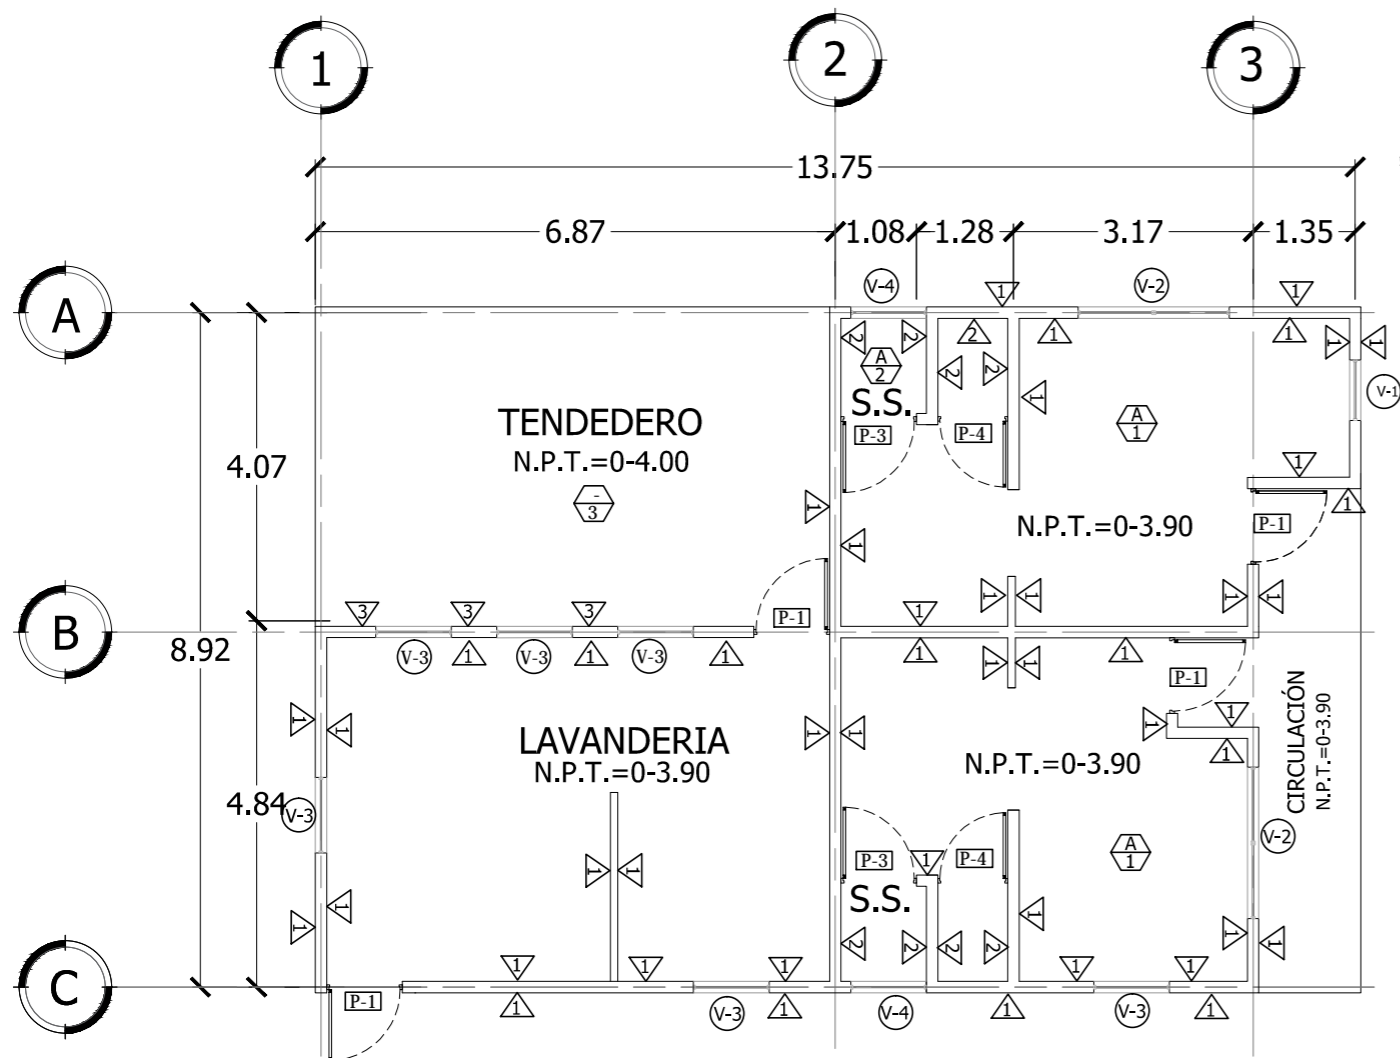 1
2
3
13.75
6.87
1.08
1.28
3.17
1.35
A
V-4
1
V-2
1
2
2
2
1
1
1
1
A
2
2
2
V-1
S.S.
1
A
1
TENDEDERO
P-3
P-4
4.07
N.P.T.=0-4.00
1
-
3
1
1
N.P.T.=0-3.90
P-1
1
B
3
3
3
P-1
1
1
1
1
1
8.92
V-3
1
V-3
1
V-3
1
1
1
1
1
P-1
1
1
1
1
1
1
1
LAVANDERIA
N.P.T.=0-3.90
N.P.T.=0-3.90
CIRCULACIÓN
N.P.T.=0-3.90
4.84
V-3
V-2
1
1
P-3
1
P-4
A
1
S.S.
1
1
2
2
2
2
1
1
1
C
1
1
1
1
1
P-1
1
V-3
1
V-4
1
V-3
1